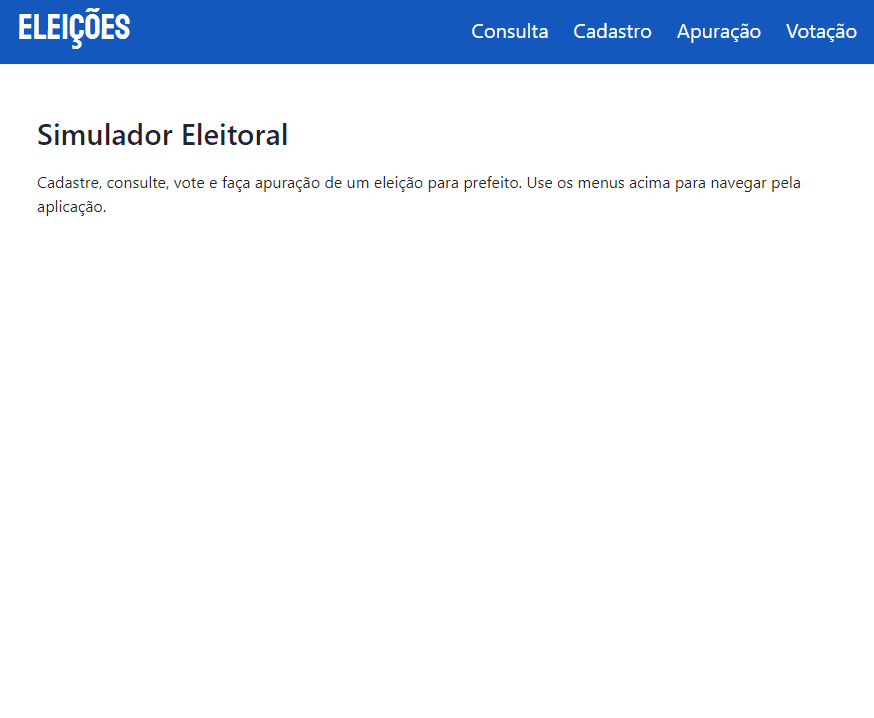 ELEIÇÕES
Consulta Cadastro Apuração Votação
Simulador Eleitoral
Cadastre, consulte, vote e faça apuração de um eleição para prefeito. Use os menus acima para navegar pela
aplicação.